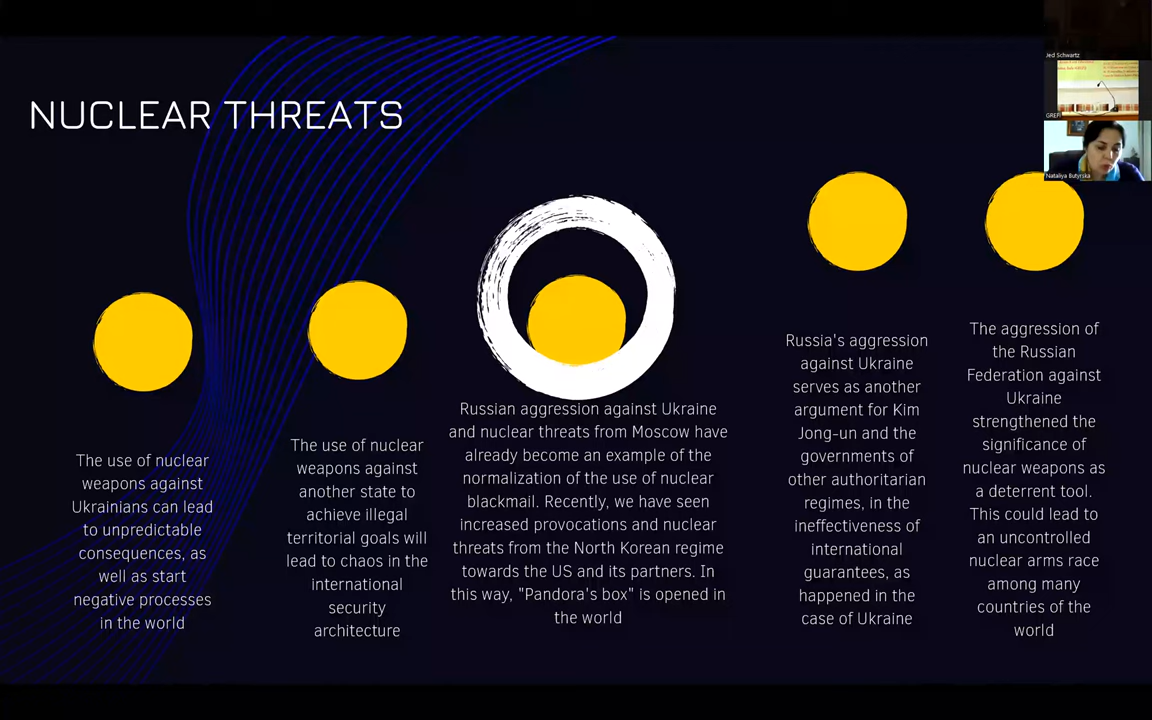 NUCLEAR THREATS
The use of nuclear
weapons against
Ukrainians can lead
to unpredictable
consequences, as
well as start
negative processes
in the world
The use of nuclear
weapons against
another state to
achieve illegal
territorial goals will
lead to chaos in the
international
security
architecture
Russian aggression against Ukraine
and nuclear threats from Moscow have
already become an example of the
normalization of the use of nuclear
blackmail. Recently, we have seen
increased provocations and nuclear
threats from the North Korean regime
towards the US and its partners. In
this way, "Pandora's box" is opened in
the world
Russia's aggression
against Ukraine
serves as another
argument for Kim
Jong-un and the
governments of
other authoritarian
regimes, in the
ineffectiveness of
international
guarantees, as
happened in the
case of Ukraine
The aggression of
the Russian
Federation against
Ukraine
strengthened the
significance of
nuclear weapons as
a deterrent tool.
This could lead to
an uncontrolled
nuclear arms race
among many
countries of the
world
Jed Schwartz
Nataliya Butyrska